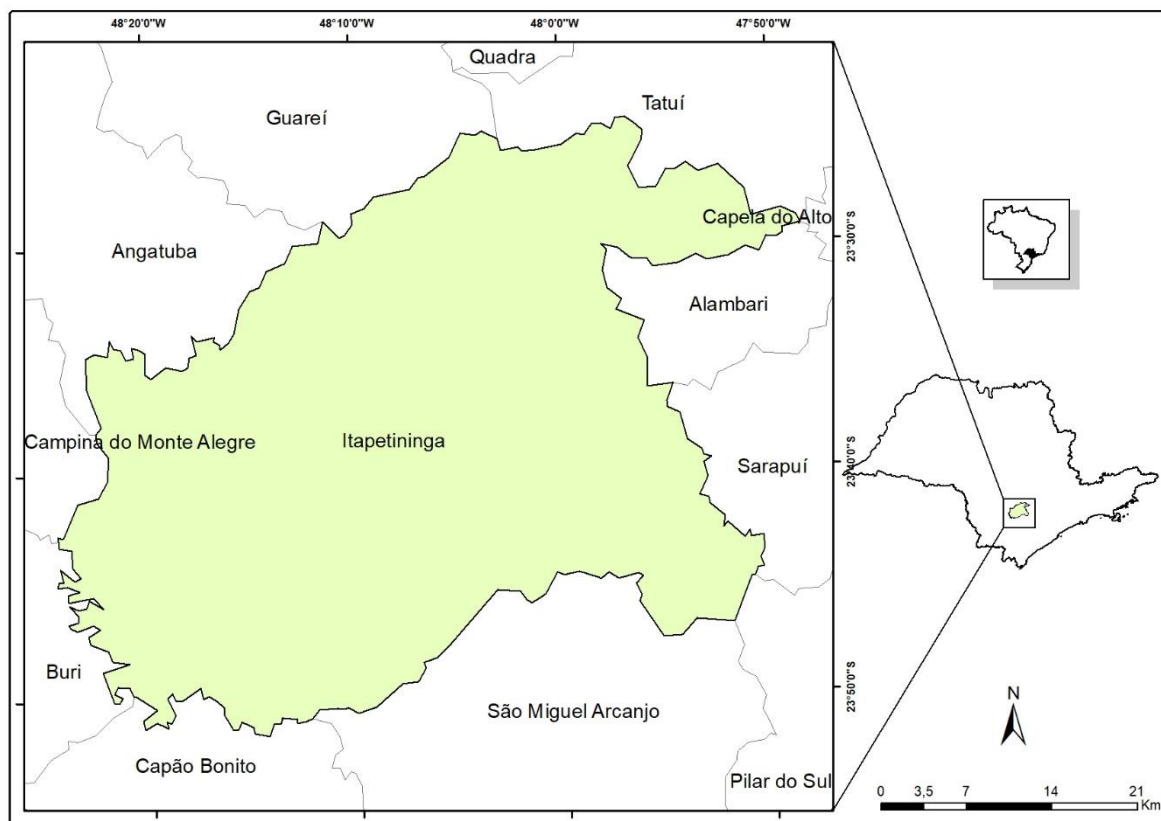 48°20'0"W
48°10'0"W
48°0'0"W
47°50'0"W
Quadra
Tatuí
Guareí
Capela do Alto
Angatuba
23°30'0"S
Alambari
Campina do Monte Alegre
Itapetininga
Sarapuí
23°40'0"S
Buri
23°50'0"S
São Miguel Arcanjo
Capão Bonito
Pilar do Sul
N
0 3,5 7 14 21
Km